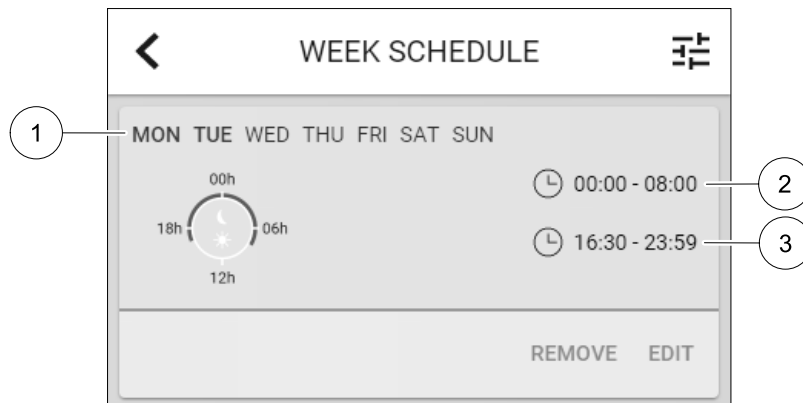 WEEK SCHEDULE
1
MON TUE WED THU FRI SAT SUN
00h
00:00 - 08:00
2
18h
06h
16:30 - 23:59
3
12h
REMOVE EDIT